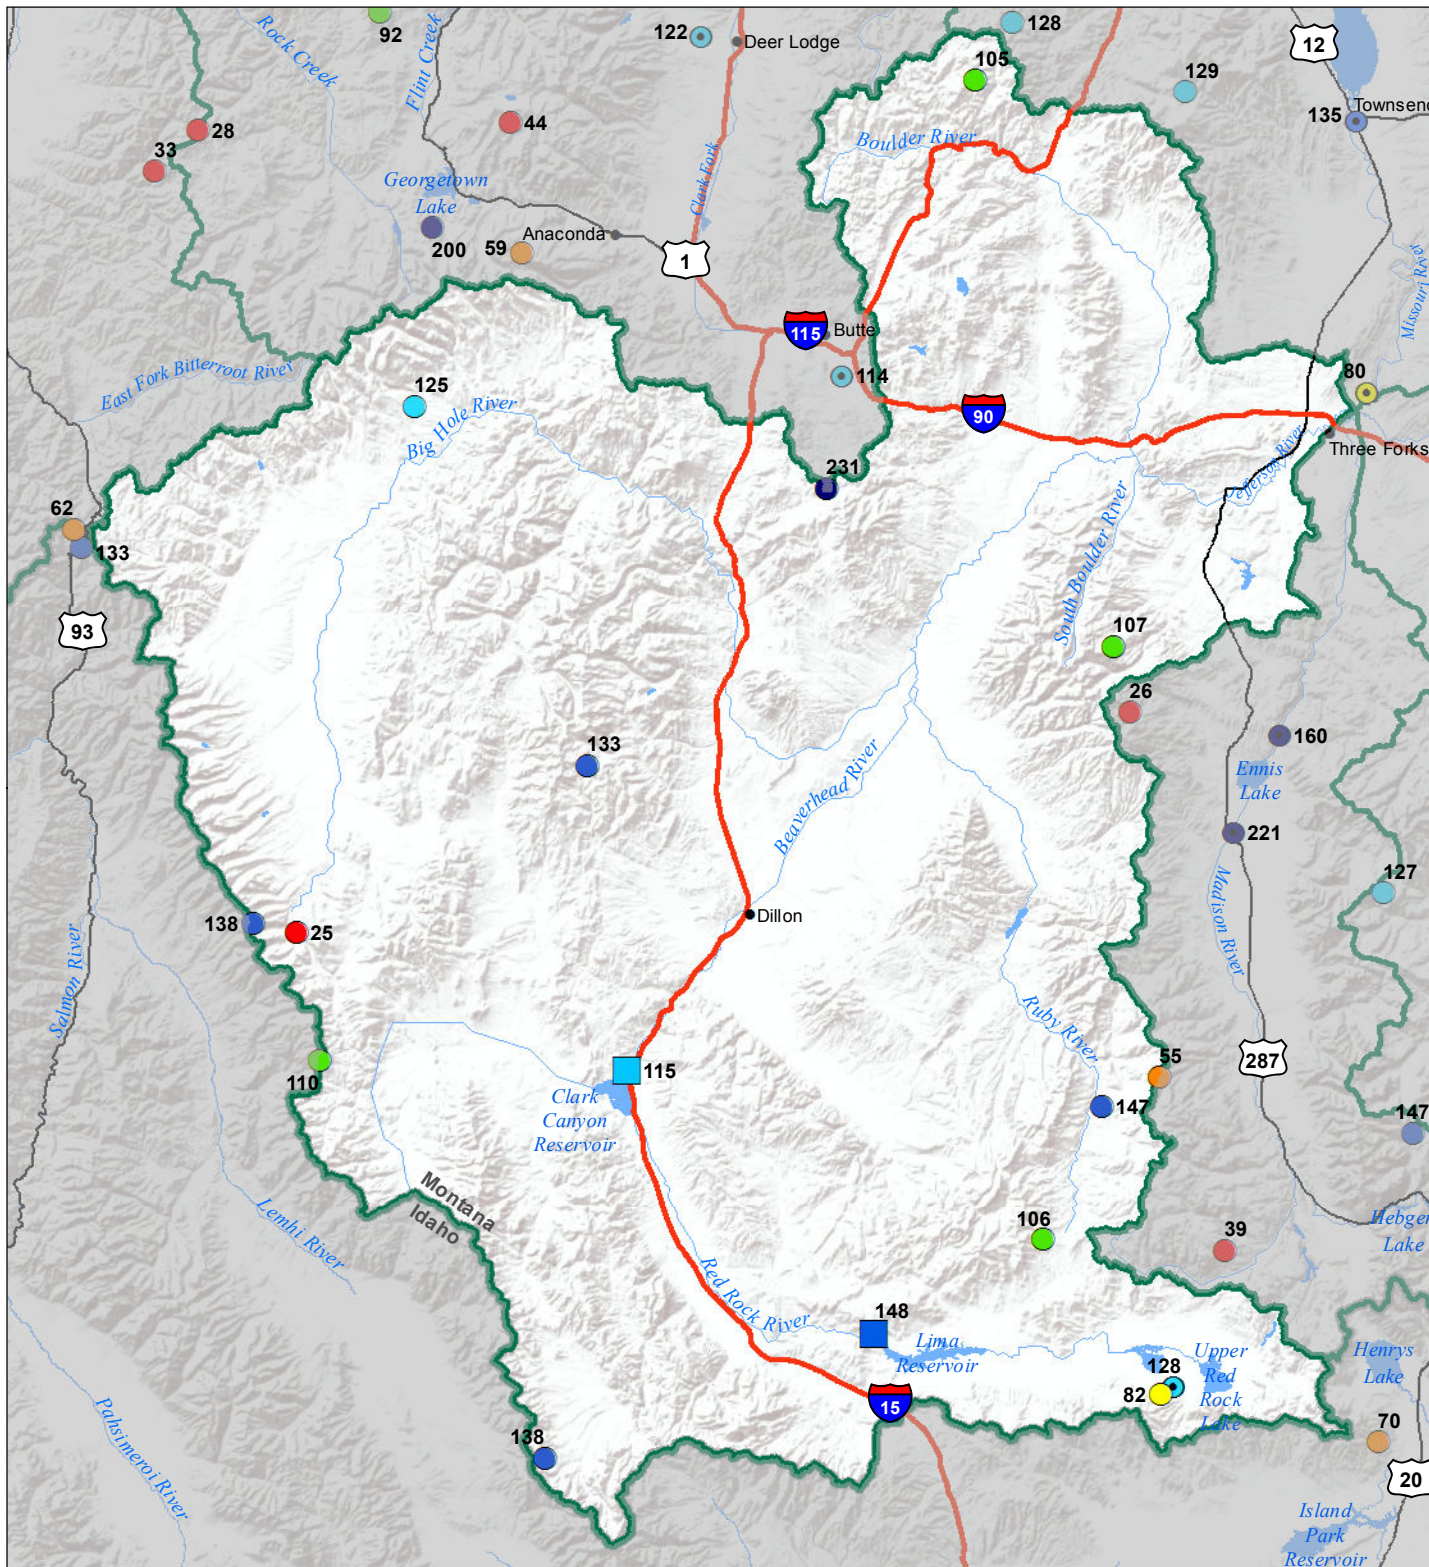 92
Rock Creek
Flint Creek
122
Deer Lodge
128
12
105
129
135
Townsend
28
44
33
Boulder River
Georgetown
Lake
Clark Fork
200
59
Anaconda
1
Missouri River
115
Butte
East Fork Bitterroot River
125
114
80
Big Hole River
90
Three Forks
Jefferson River
231
62
133
South Boulder River
93
107
26
133
160
Ennis
Lake
Beaverhead River
221
127
Madison River
Dillon
138
25
Salmon River
Ruby River
55
287
110
115
Clark
Canyon
Reservoir
147
147
Montana
Idaho
Lemhi River
106
39
Hebgen
Lake
Red Rock River
148
Lima
Reservoir
Upper
Red
Rock
Lake
128
82
Henrys
Lake
15
Pahsimeroi River
138
70
20
Island
Park
Reservoir